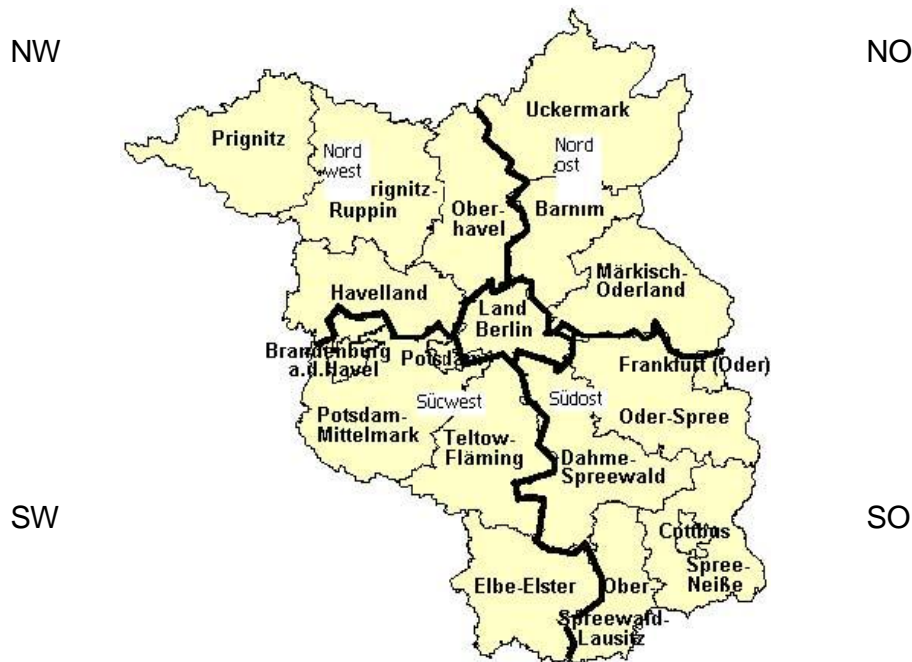 NW
NO
Uckermark
Prignitz
Nord
west
Nord
ost
rignitz-
Ruppin
Ober-
havel
Barnim
Märkisch-
Oderland
Havelland
Land
Berlin
Brandenburg
a.d.Havel
Potsdam
Frankfurt (Oder)
Sücwest
Südost
Potsdam-
Mittelmark
Oder-Spree
Teltow-
Fläming
Dahme-
Spreewald
SW
SO
Cottbus
Spree-
Neiße
Elbe-Elster
Ober
Spreewald-
Lausitz